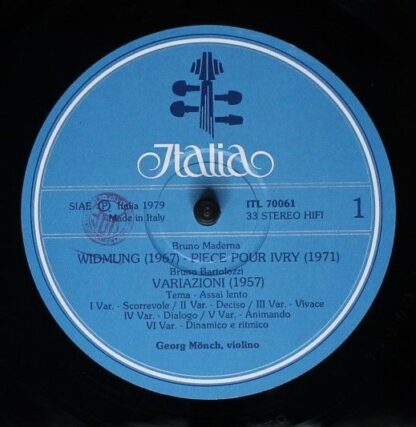 Italia
SIAE Ⓟ Italia 1979
Made in Italy
ITL 70061
33 STEREO HIFI
1
Bruno Maderna
WIDMUNG (1967) - PIECE POUR IVRY (1971)
Bruno Bartolozzi
VARIAZIONI (1957)
Tema - Assai lento
I Var. - Scorrevole / II Var. - Deciso / III Var. - Vivace
IV Var. - Dialogo / V Var. - Animando
VI Var. - Dinamico e ritmico
Georg Mönch, violino